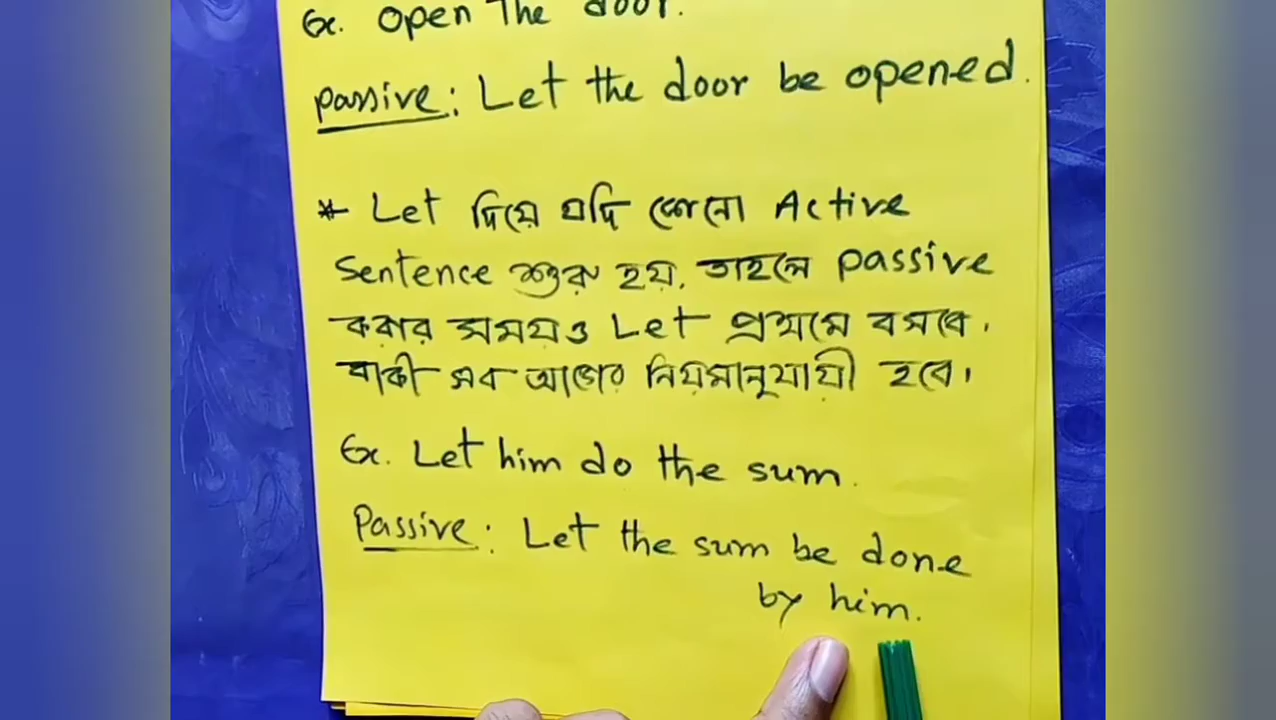 Ex. Open The door.
Passive: Let the door be opened.
* Let দিয়ে যদি কোনো Active
Sentence শুরু হয়, তাহলে passive
করার সময়ও Let প্রথমে বসবে।
বাকী সব আগের নিয়মানুযায়ী হবে।
Ex. Let him do the sum.
Passive: Let the sum be done
by him.